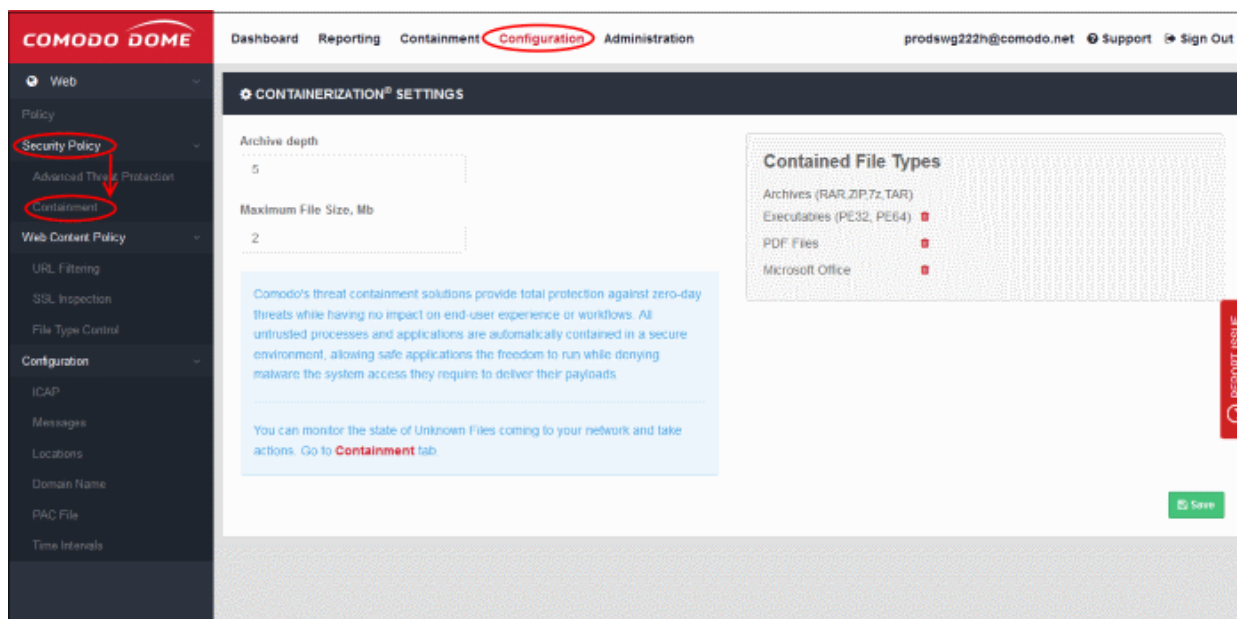 COMODO DOME
Dashboard Reporting Containment Configuration Administration prodswg222h@comodo.net Support Sign Out
Web
Policy
Security Policy
Advanced Threat Protection
Containment
Web Content Policy
URL Filtering
SSL Inspection
File Type Control
Configuration
ICAP
Messages
Locations
Domain Name
PAC File
Time Intervals
CONTAINERIZATION® SETTINGS
Archive depth
5
Maximum File Size, Mb
2
Comodo's threat containment solutions provide total protection against zero-day
threats while having no impact on end-user experience or workflows. All
untrusted processes and applications are automatically contained in a secure
environment, allowing safe applications the freedom to run while denying
malware the system access they require to deliver their payloads.
You can monitor the state of Unknown Files coming to your network and take
actions. Go to Containment tab.
Contained File Types
Archives (RAR,ZIP,7z,TAR)
Executables (PE32, PE64)
PDF Files
Microsoft Office
REPORT ISSUE
Save